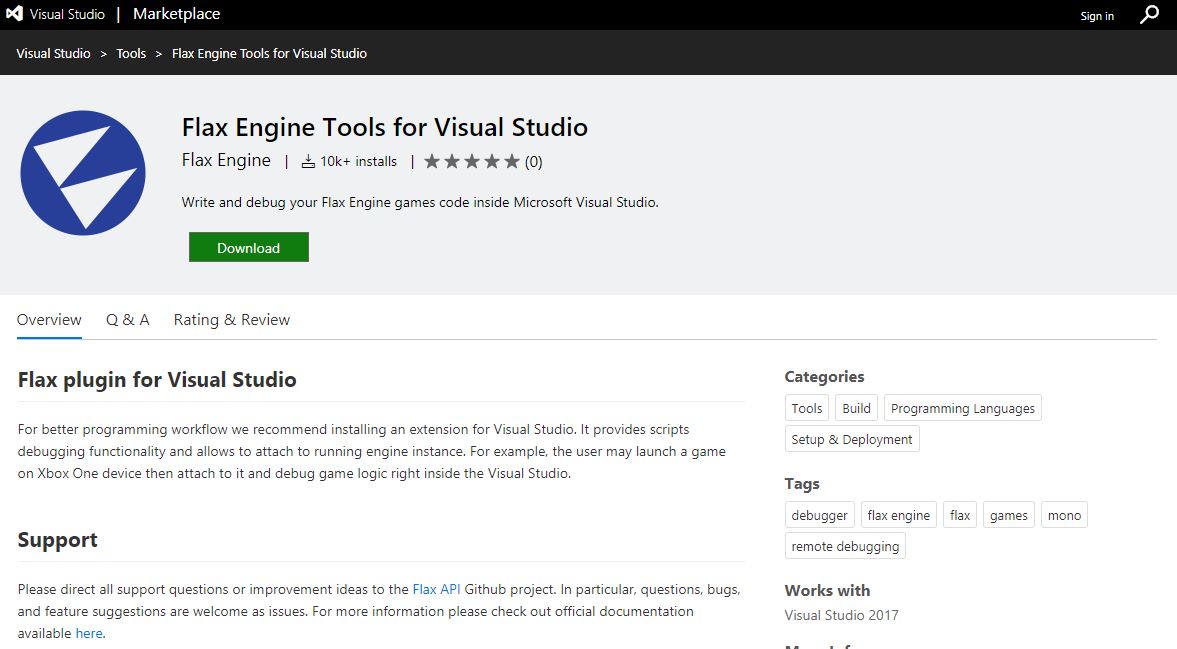 Visual Studio | Marketplace
Sign in
Visual Studio > Tools > Flax Engine Tools for Visual Studio
Flax Engine Tools for Visual Studio
Flax Engine | 10k+ installs | ★★★★★ (0)
Write and debug your Flax Engine games code inside Microsoft Visual Studio.
Download
Overview Q & A Rating & Review
Flax plugin for Visual Studio
For better programming workflow we recommend installing an extension for Visual Studio. It provides scripts
debugging functionality and allows to attach to running engine instance. For example, the user may launch a game
on Xbox One device then attach to it and debug game logic right inside the Visual Studio.
Support
Please direct all support questions or improvement ideas to the Flax API Github project. In particular, questions, bugs,
and feature suggestions are welcome as issues. For more information please check out official documentation
available here.
Categories
Tools Build Programming Languages
Setup & Deployment
Tags
debugger flax engine flax games mono
remote debugging
Works with
Visual Studio 2017